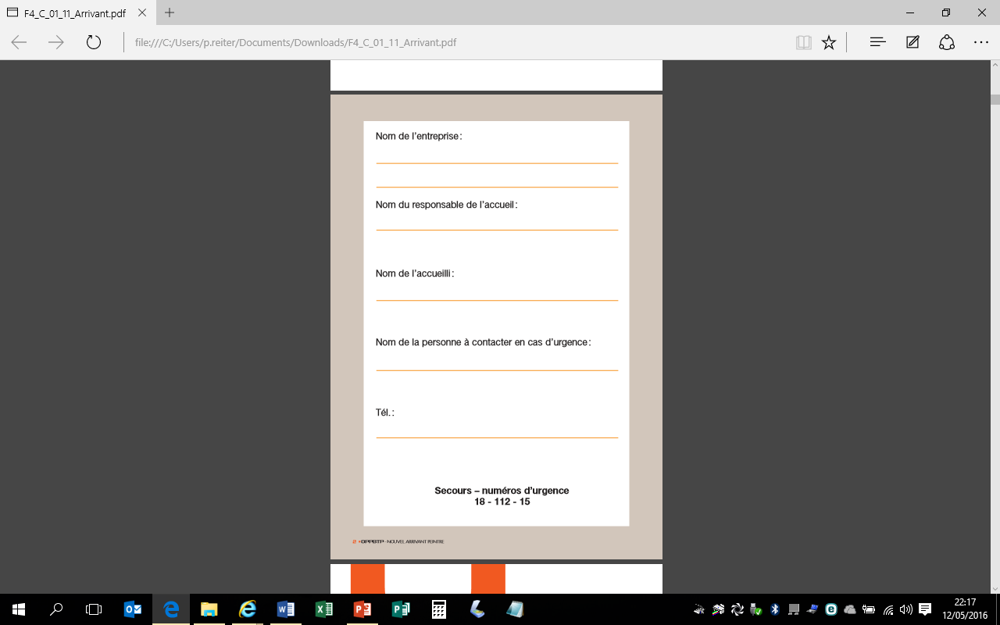 F4_C_01_11_Arrivant.pdf
file:///C:/Users/p.reiter/Documents/Downloads/F4_C_01_11_Arrivant.pdf
Nom de l'entreprise :
Nom du responsable de l'accueil :
Nom de l'accueilli :
Nom de la personne à contacter en cas d'urgence :
Tél. :
Secours – numéros d'urgence
18 - 112 - 15
2 • OPPBTP - NOUVEL ARRIVANT PEINTRE
22:17
12/05/2016